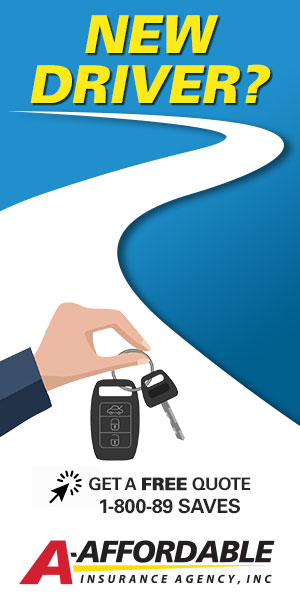 NEW
DRIVER?
GET A FREE QUOTE
1-800-89 SAVES
A-AFFORDABLE
INSURANCE AGENCY, INC